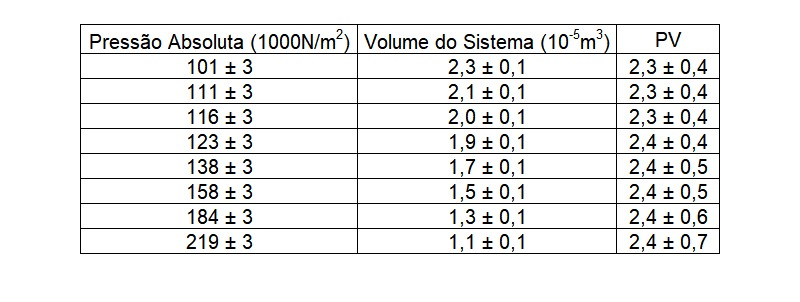 Pressão Absoluta (1000N/m²) Volume do Sistema (10⁻⁵m³) PV
101 ± 3 2,3 ± 0,1 2,3 ± 0,4
111 ± 3 2,1 ± 0,1 2,3 ± 0,4
116 ± 3 2,0 ± 0,1 2,3 ± 0,4
123 ± 3 1,9 ± 0,1 2,4 ± 0,4
138 ± 3 1,7 ± 0,1 2,4 ± 0,5
158 ± 3 1,5 ± 0,1 2,4 ± 0,5
184 ± 3 1,3 ± 0,1 2,4 ± 0,6
219 ± 3 1,1 ± 0,1 2,4 ± 0,7